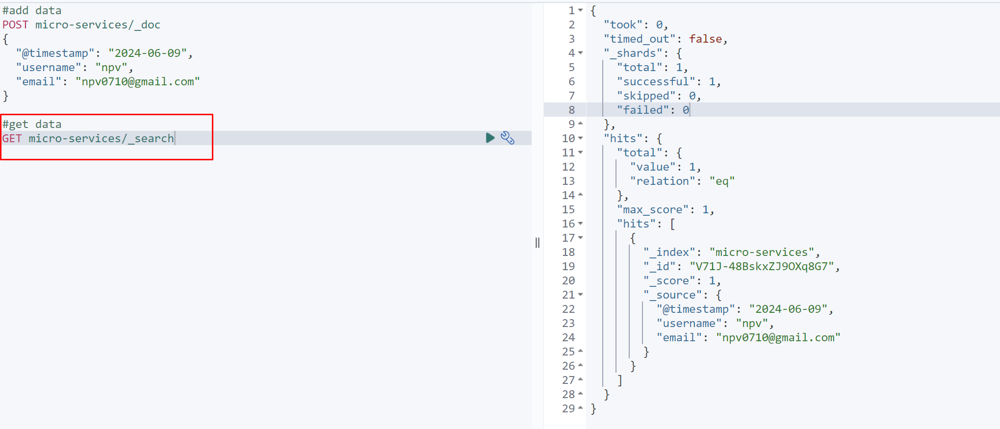 #add data
POST micro-services/_doc
{
  "@timestamp": "2024-06-09",
  "username": "npv",
  "email": "npv0710@gmail.com"
}
#get data
GET micro-services/_search
1 {
2   "took": 0,
3   "timed_out": false,
4   "_shards": {
5     "total": 1,
6     "successful": 1,
7     "skipped": 0,
8     "failed": 0
9   },
10   "hits": {
11     "total": {
12       "value": 1,
13       "relation": "eq"
14     },
15     "max_score": 1,
16     "hits": [
17       {
18         "_index": "micro-services",
19         "_id": "V71J-48BskxZJ9OXq8G7",
20         "_score": 1,
21         "_source": {
22           "@timestamp": "2024-06-09",
23           "username": "npv",
24           "email": "npv0710@gmail.com"
25         }
26       }
27     ]
28   }
29 }